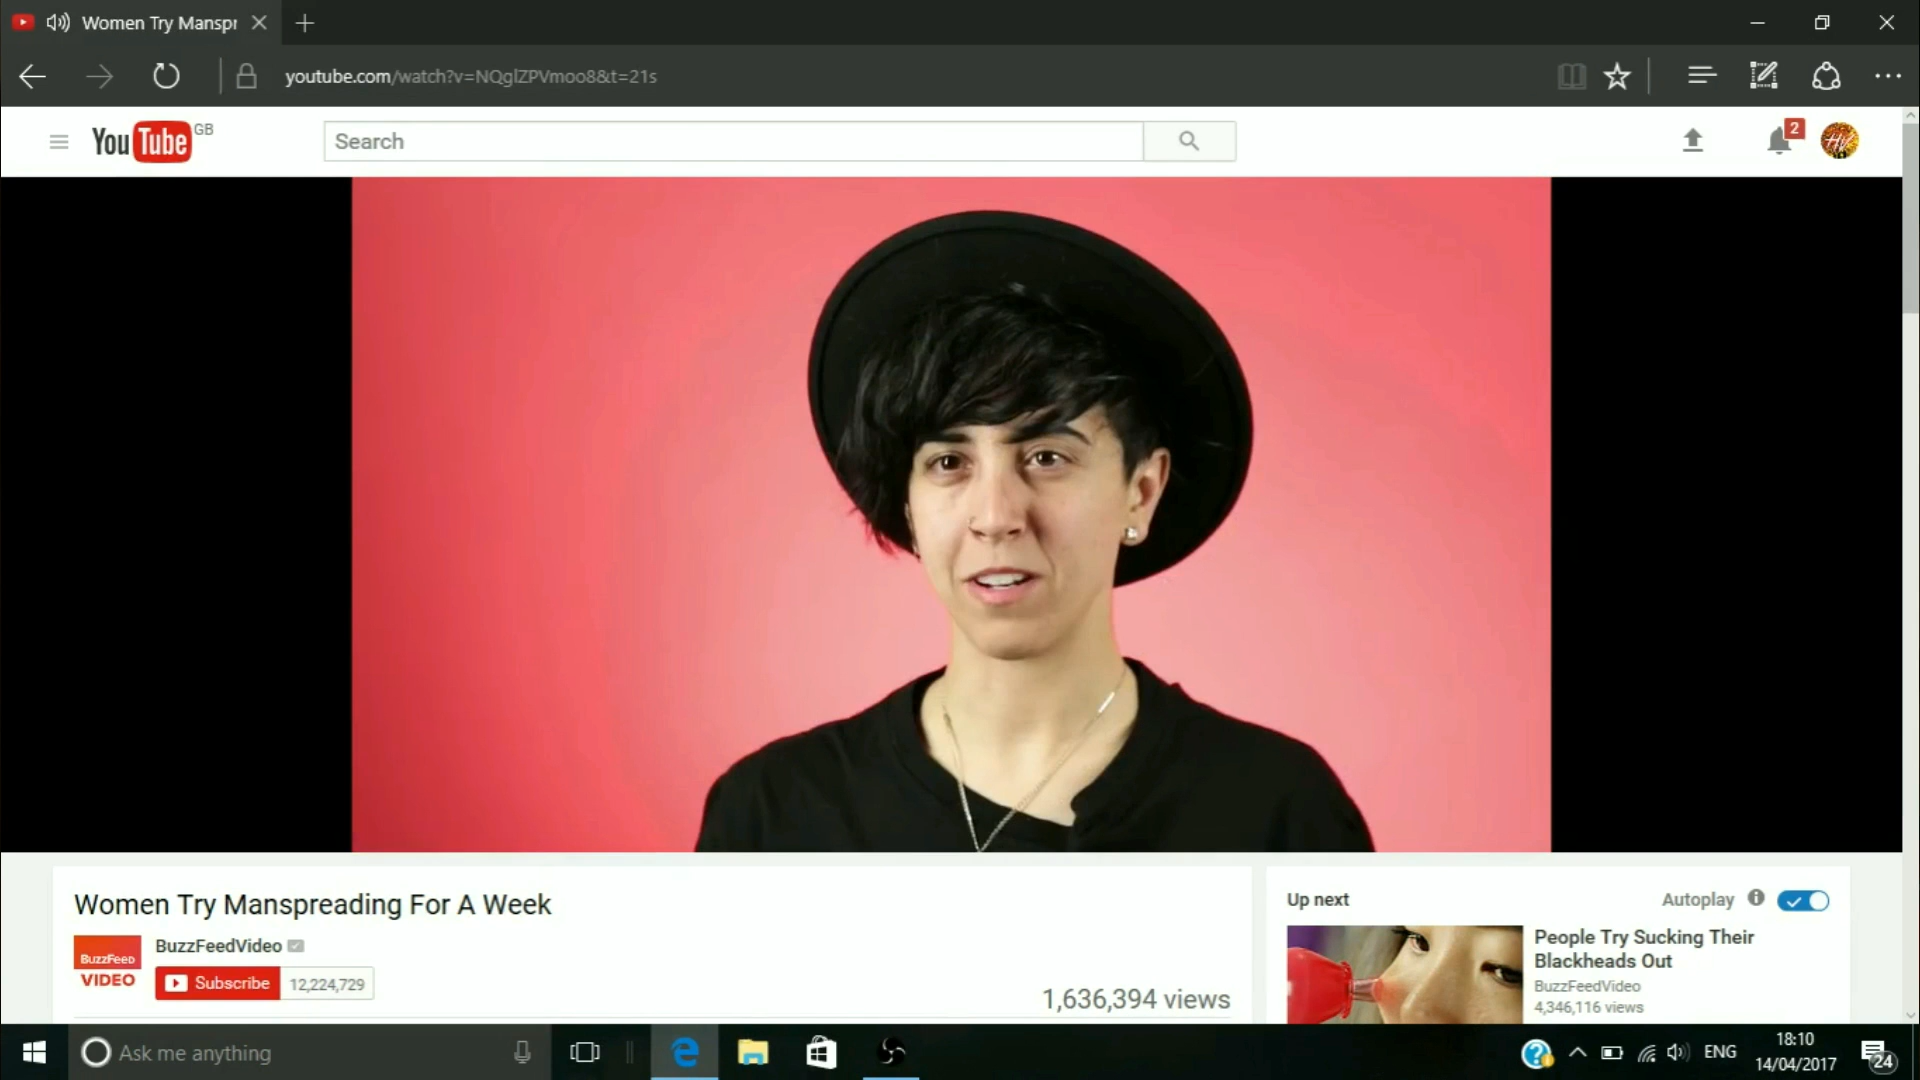 Women Try Manspr
youtube.com/watch?v=NQglZPVmoo8&t=21s
YouTube GB
Search
2
Women Try Manspreading For A Week
BuzzFeed
VIDEO
BuzzFeedVideo
Subscribe 12,224,729
1,636,394 views
Up next
Autoplay
People Try Sucking Their
Blackheads Out
BuzzFeedVideo
4,346,116 views
Ask me anything
ENG
18:10
14/04/2017
24